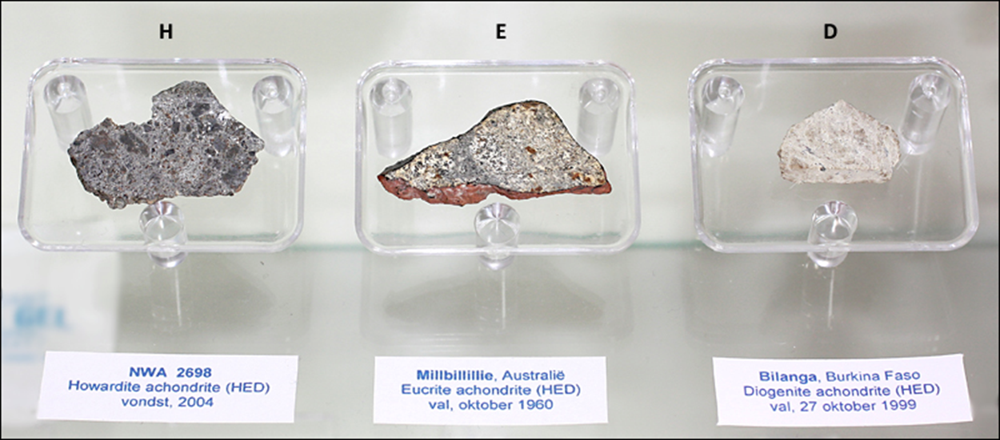 H
E
D
GEL
NWA 2698
Howardite achondrite (HED)
vondst, 2004
Millbillillie, Australië
Eucrite achondrite (HED)
val, oktober 1960
Bilanga, Burkina Faso
Diogenite achondrite (HED)
val, 27 oktober 1999